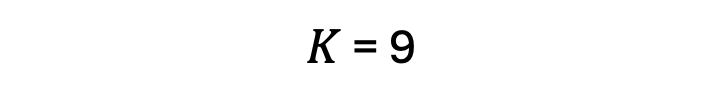 K = 9